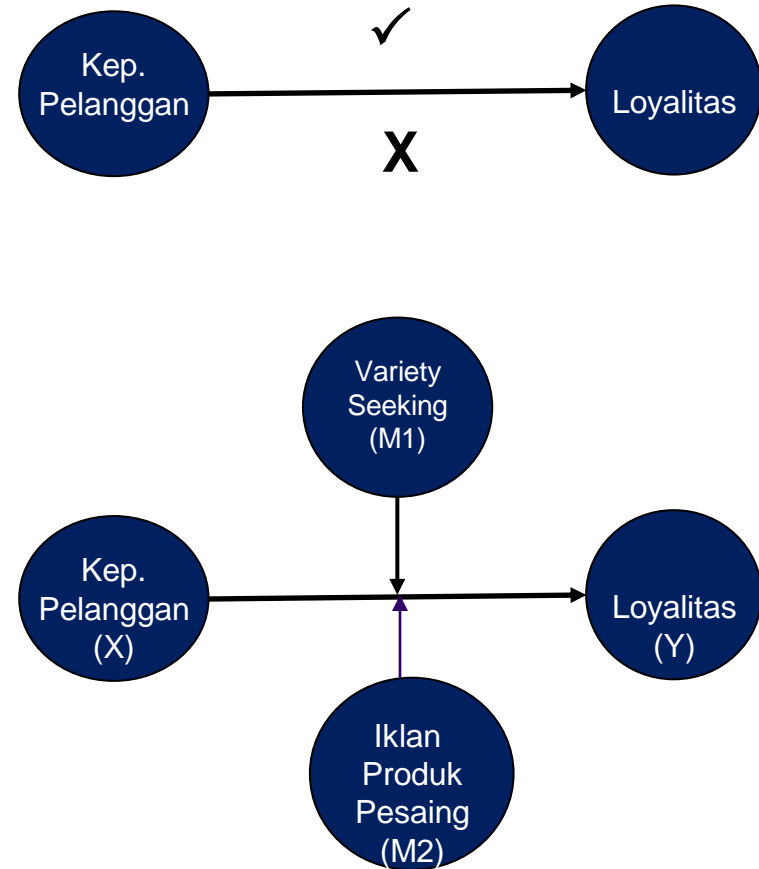 ✓
Kep.
Pelanggan
Loyalitas
X
Variety
Seeking
(M1)
Kep.
Pelanggan
(X)
Loyalitas
(Y)
Iklan
Produk
Pesaing
(M2)